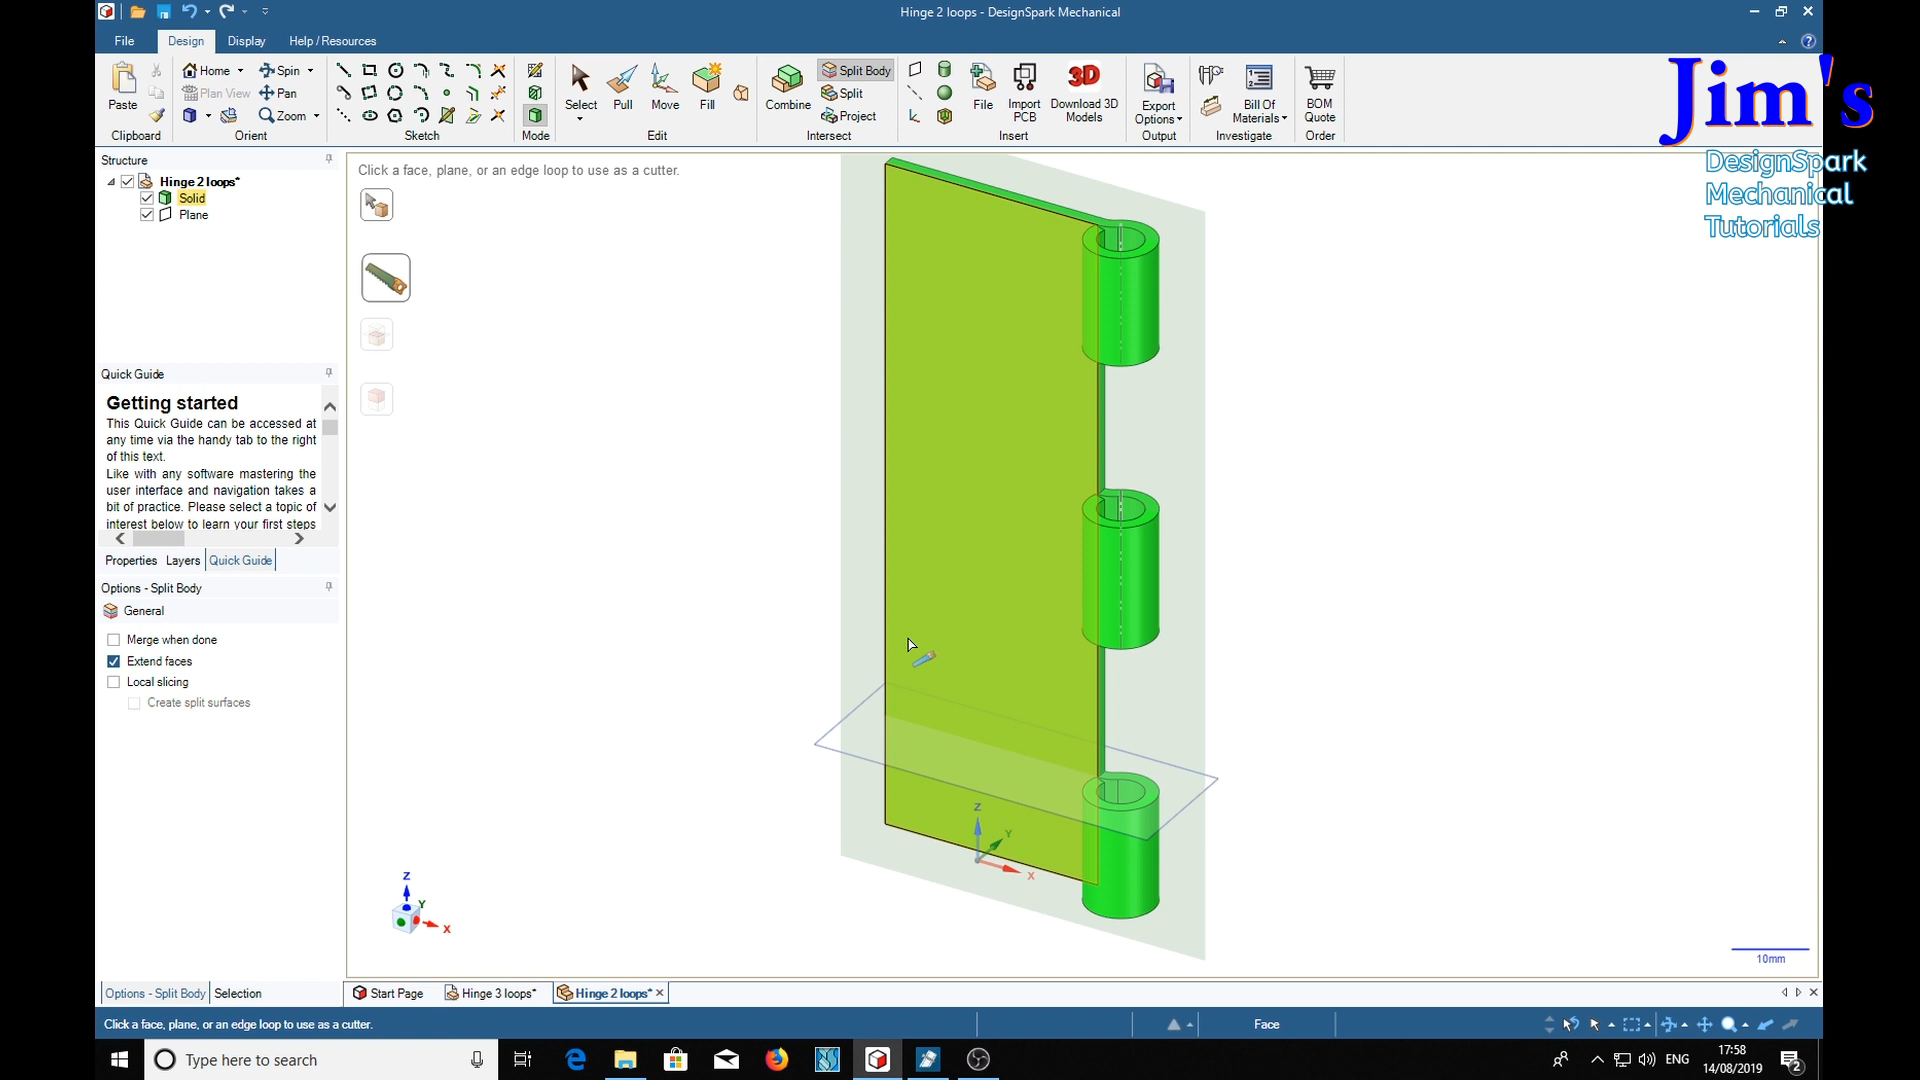 Hinge 2 loops - DesignSpark Mechanical
File
Design
Display
Help / Resources
Jim's
DesignSpark
Mechanical
Tutorials
Paste
Clipboard
Home
Plan View
Spin
Pan
Zoom
Orient
Sketch
Mode
Select
Pull
Move
Fill
Edit
Combine
Split Body
Split
Project
Intersect
File
Import
PCB
3D
Download 3D
Models
Insert
Export
Options
Output
Bill Of
Materials
Investigate
BOM
Quote
Order
Structure
Hinge 2 loops*
Solid
Plane
Click a face, plane, or an edge loop to use as a cutter.
Quick Guide
Getting started
This Quick Guide can be accessed at
any time via the handy tab to the right
of this text.
Like with any software mastering the
user interface and navigation takes a
bit of practice. Please select a topic of
interest below to learn your first steps
Properties
Layers
Quick Guide
Options - Split Body
General
Merge when done
Extend faces
Local slicing
Create split surfaces
Z
Y
X
Z
Y
X
10mm
Options - Split Body
Selection
Start Page
Hinge 3 loops*
Hinge 2 loops*
Click a face, plane, or an edge loop to use as a cutter.
Face
Type here to search
ENG
17:58
14/08/2019
2